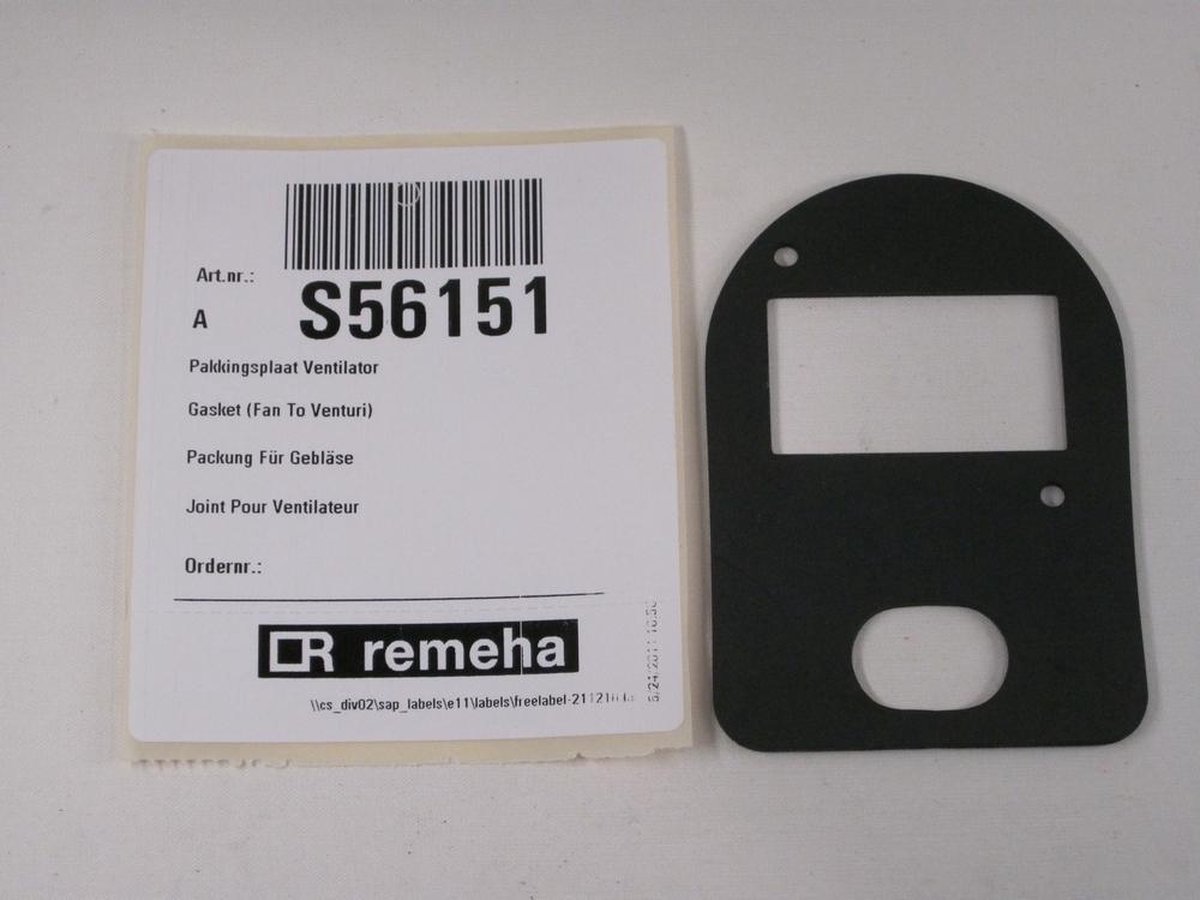 Art.nr.:
A S56151
Pakkingsplaat Ventilator
Gasket (Fan To Venturi)
Packung Für Gebläse
Joint Pour Ventilateur
Ordernr.:
remeha
\\cs_div02\sap_labels\e11\labels\freelabel-21121